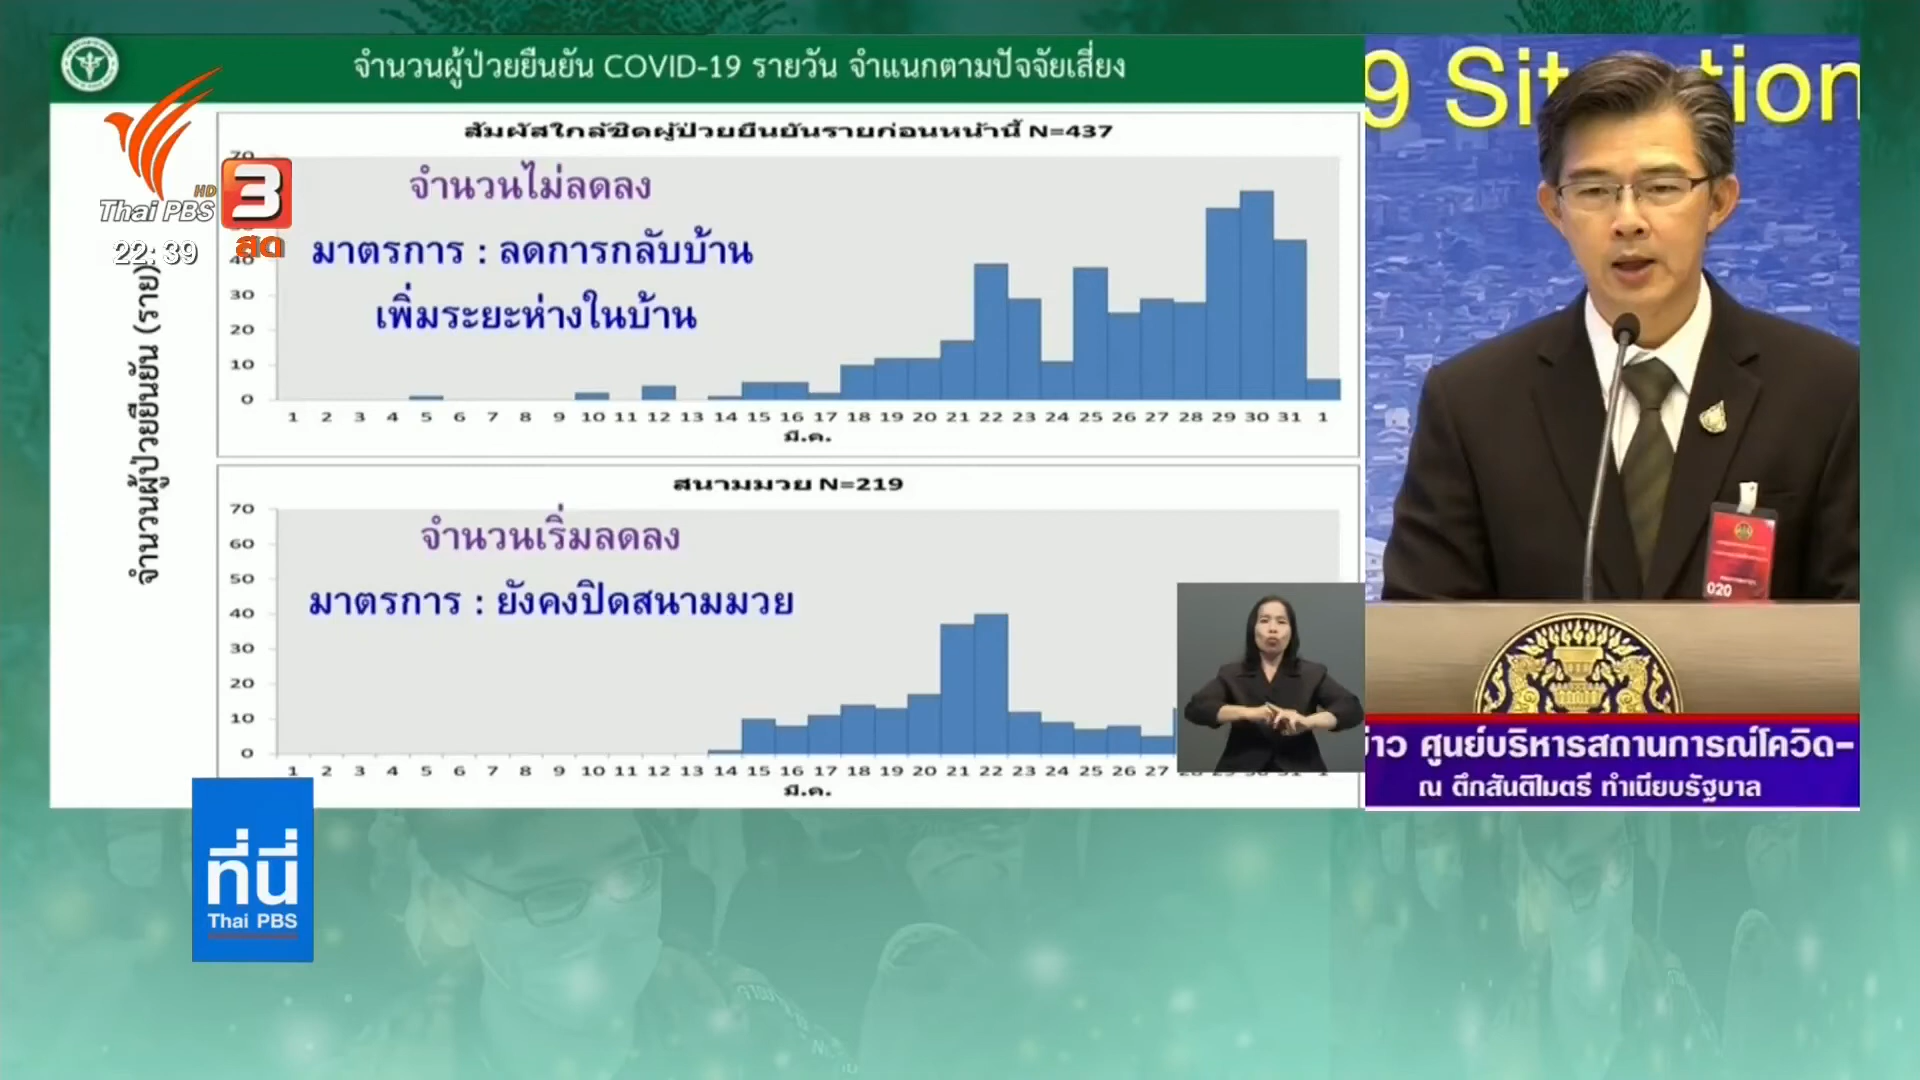 จำนวนผู้ป่วยยืนยัน COVID-19 รายวัน จำแนกตามปัจจัยเสี่ยง
9 Sit tion
HD
Thai PBS
3
22:39
สด
จำนวนผู้ป่วยยืนยัน (ราย)
สัมผัสใกล้ชิดผู้ป่วยยืนยันรายก่อนหน้านี้ N=437
จำนวนไม่ลดลง
มาตรการ : ลดการกลับบ้าน
เพิ่มระยะห่างในบ้าน
70
40
30
20
10
0
1 2 3 4 5 6 7 8 9 10 11 12 13 14 15 16 17 18 19 20 21 22 23 24 25 26 27 28 29 30 31 1
มี.ค.
สนามมวย N=219
จำนวนเริ่มลดลง
มาตรการ : ยังคงปิดสนามมวย
70
60
50
40
30
20
10
0
1 2 3 4 5 6 7 8 9 10 11 12 13 14 15 16 17 18 19 20 21 22 23 24 25 26 27
มี.ค.
020
ข่าว ศูนย์บริหารสถานการณ์โควิด-
ณ ตึกสันติไมตรี ทำเนียบรัฐบาล
ที่นี่
Thai PBS